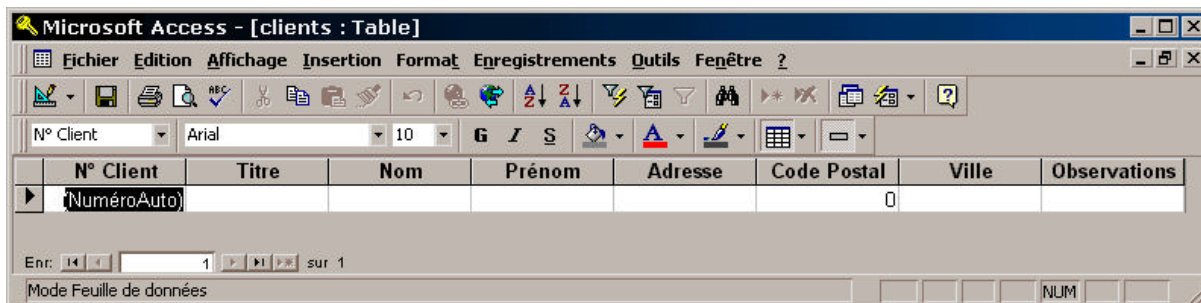 Microsoft Access - [clients : Table]
Fichier Edition Affichage Insertion Format Enregistrements Outils Fenêtre ?
N° Client Arial 10 G I S
N° Client Titre Nom Prénom Adresse Code Postal Ville Observations
(NuméroAuto) 0
Enr: 1 sur 1
Mode Feuille de données NUM